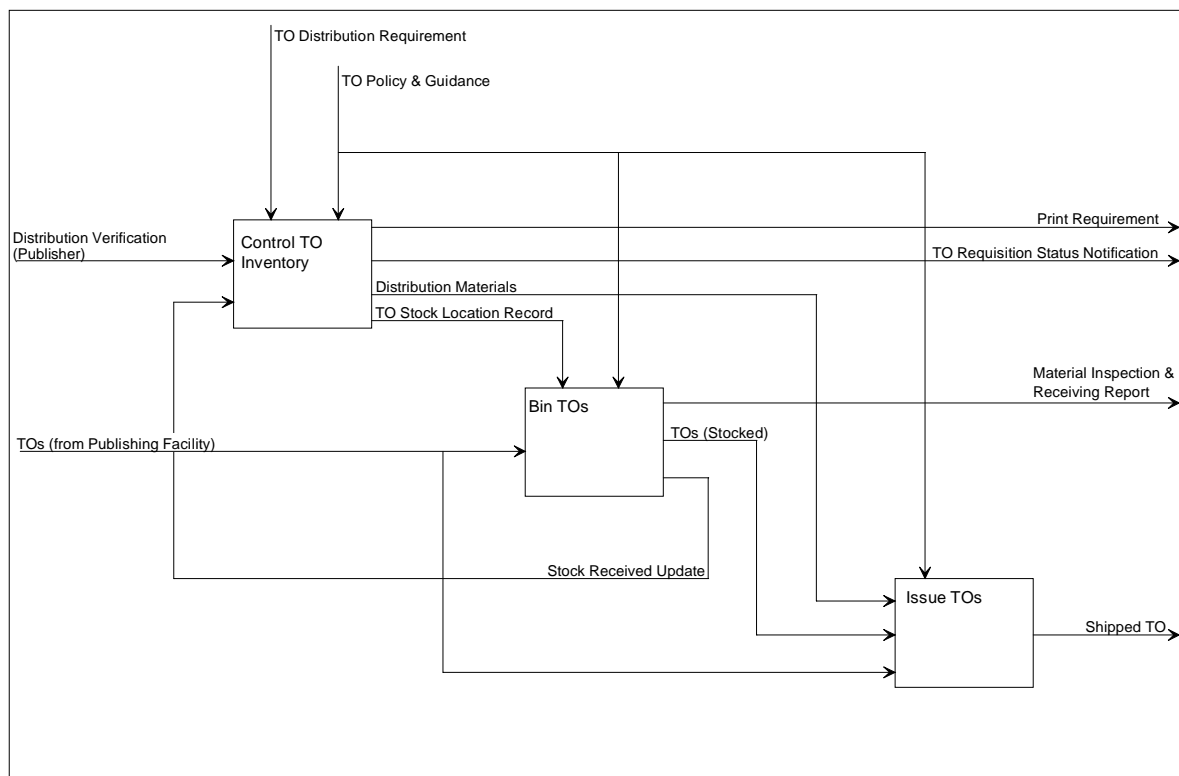 TO Distribution Requirement
TO Policy & Guidance
Distribution Verification
(Publisher)
Control TO
Inventory
Print Requirement
TO Requisition Status Notification
Distribution Materials
TO Stock Location Record
Material Inspection &
Receiving Report
Bin TOs
TOs (Stocked)
TOs (from Publishing Facility)
Stock Received Update
Issue TOs
Shipped TO